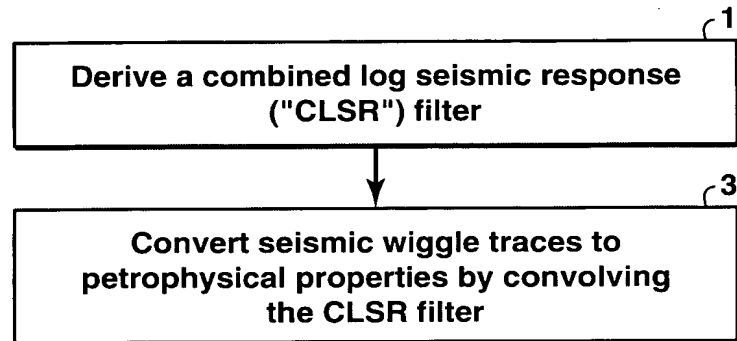 1
Derive a combined log seismic response
("CLSR") filter
3
Convert seismic wiggle traces to
petrophysical properties by convolving
the CLSR filter